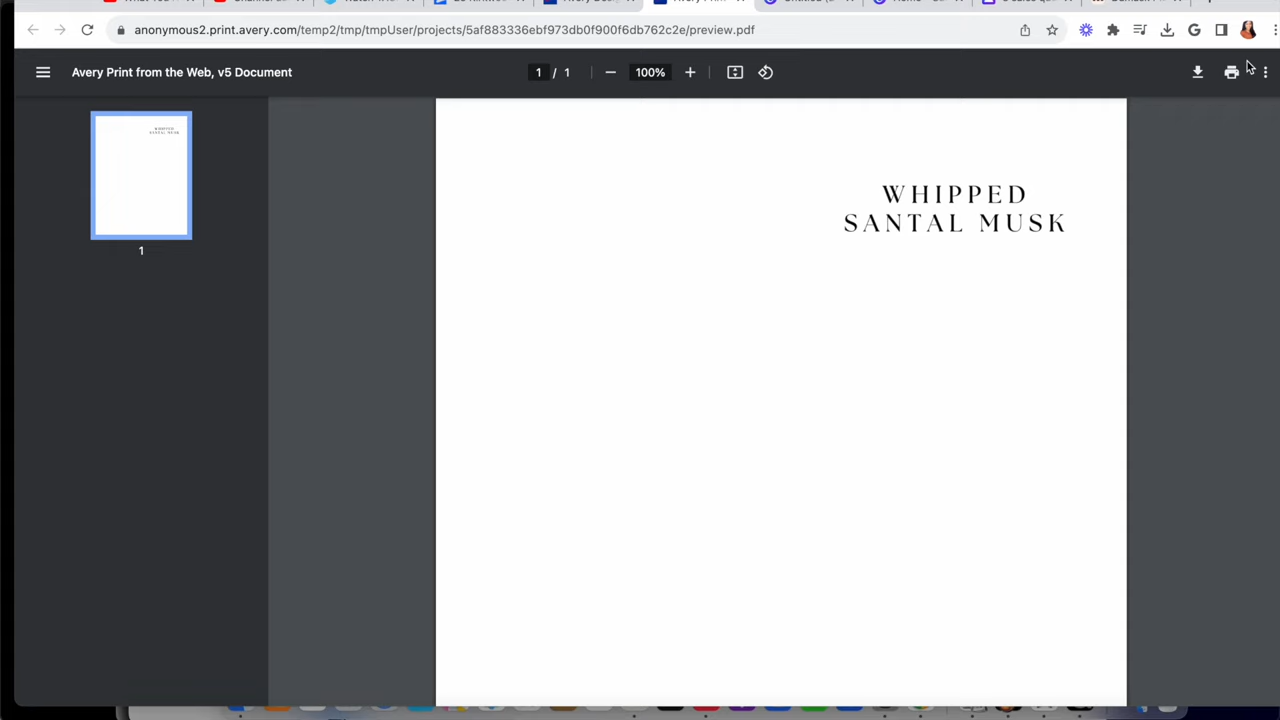 anonymous2.print.avery.com/temp2/tmp/tmpUser/projects/5af883336ebf973db0f900f6db762c2e/preview.pdf
Avery Print from the Web, v5 Document
1 / 1
100%
1
WHIPPED
SANTAL MUSK